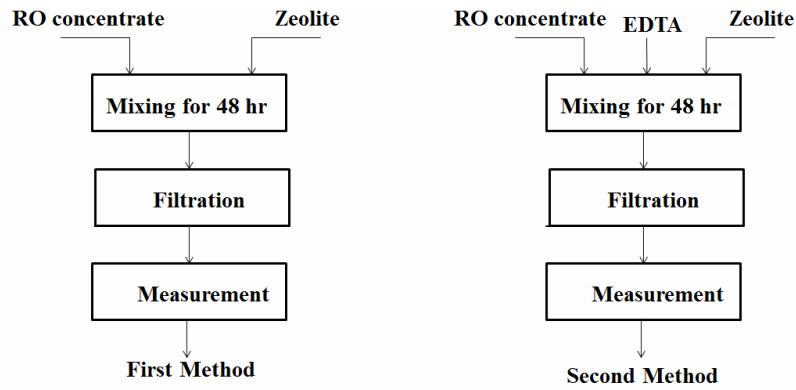 RO concentrate
Zeolite
Mixing for 48 hr
Filtration
Measurement
First Method
RO concentrate
EDTA
Zeolite
Mixing for 48 hr
Filtration
Measurement
Second Method